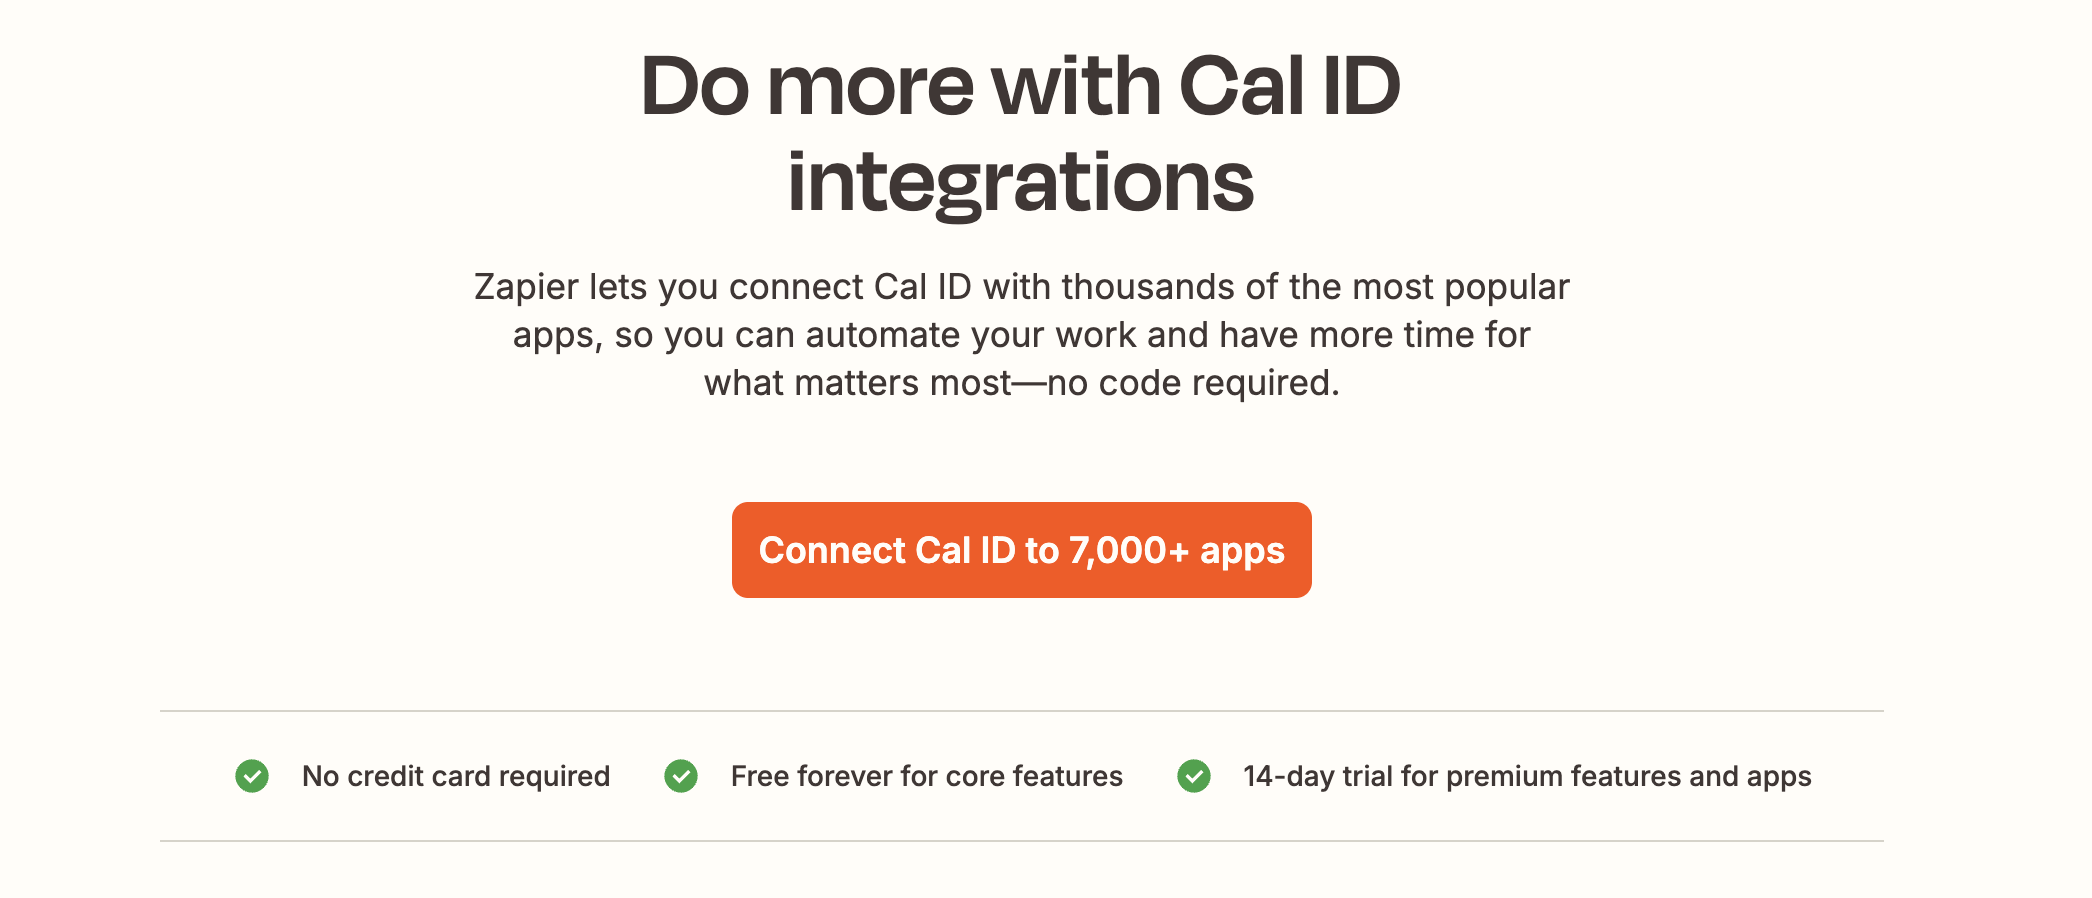 Do more with Cal ID
integrations
Zapier lets you connect Cal ID with thousands of the most popular
apps, so you can automate your work and have more time for
what matters most—no code required.
Connect Cal ID to 7,000+ apps
No credit card required
Free forever for core features
14-day trial for premium features and apps